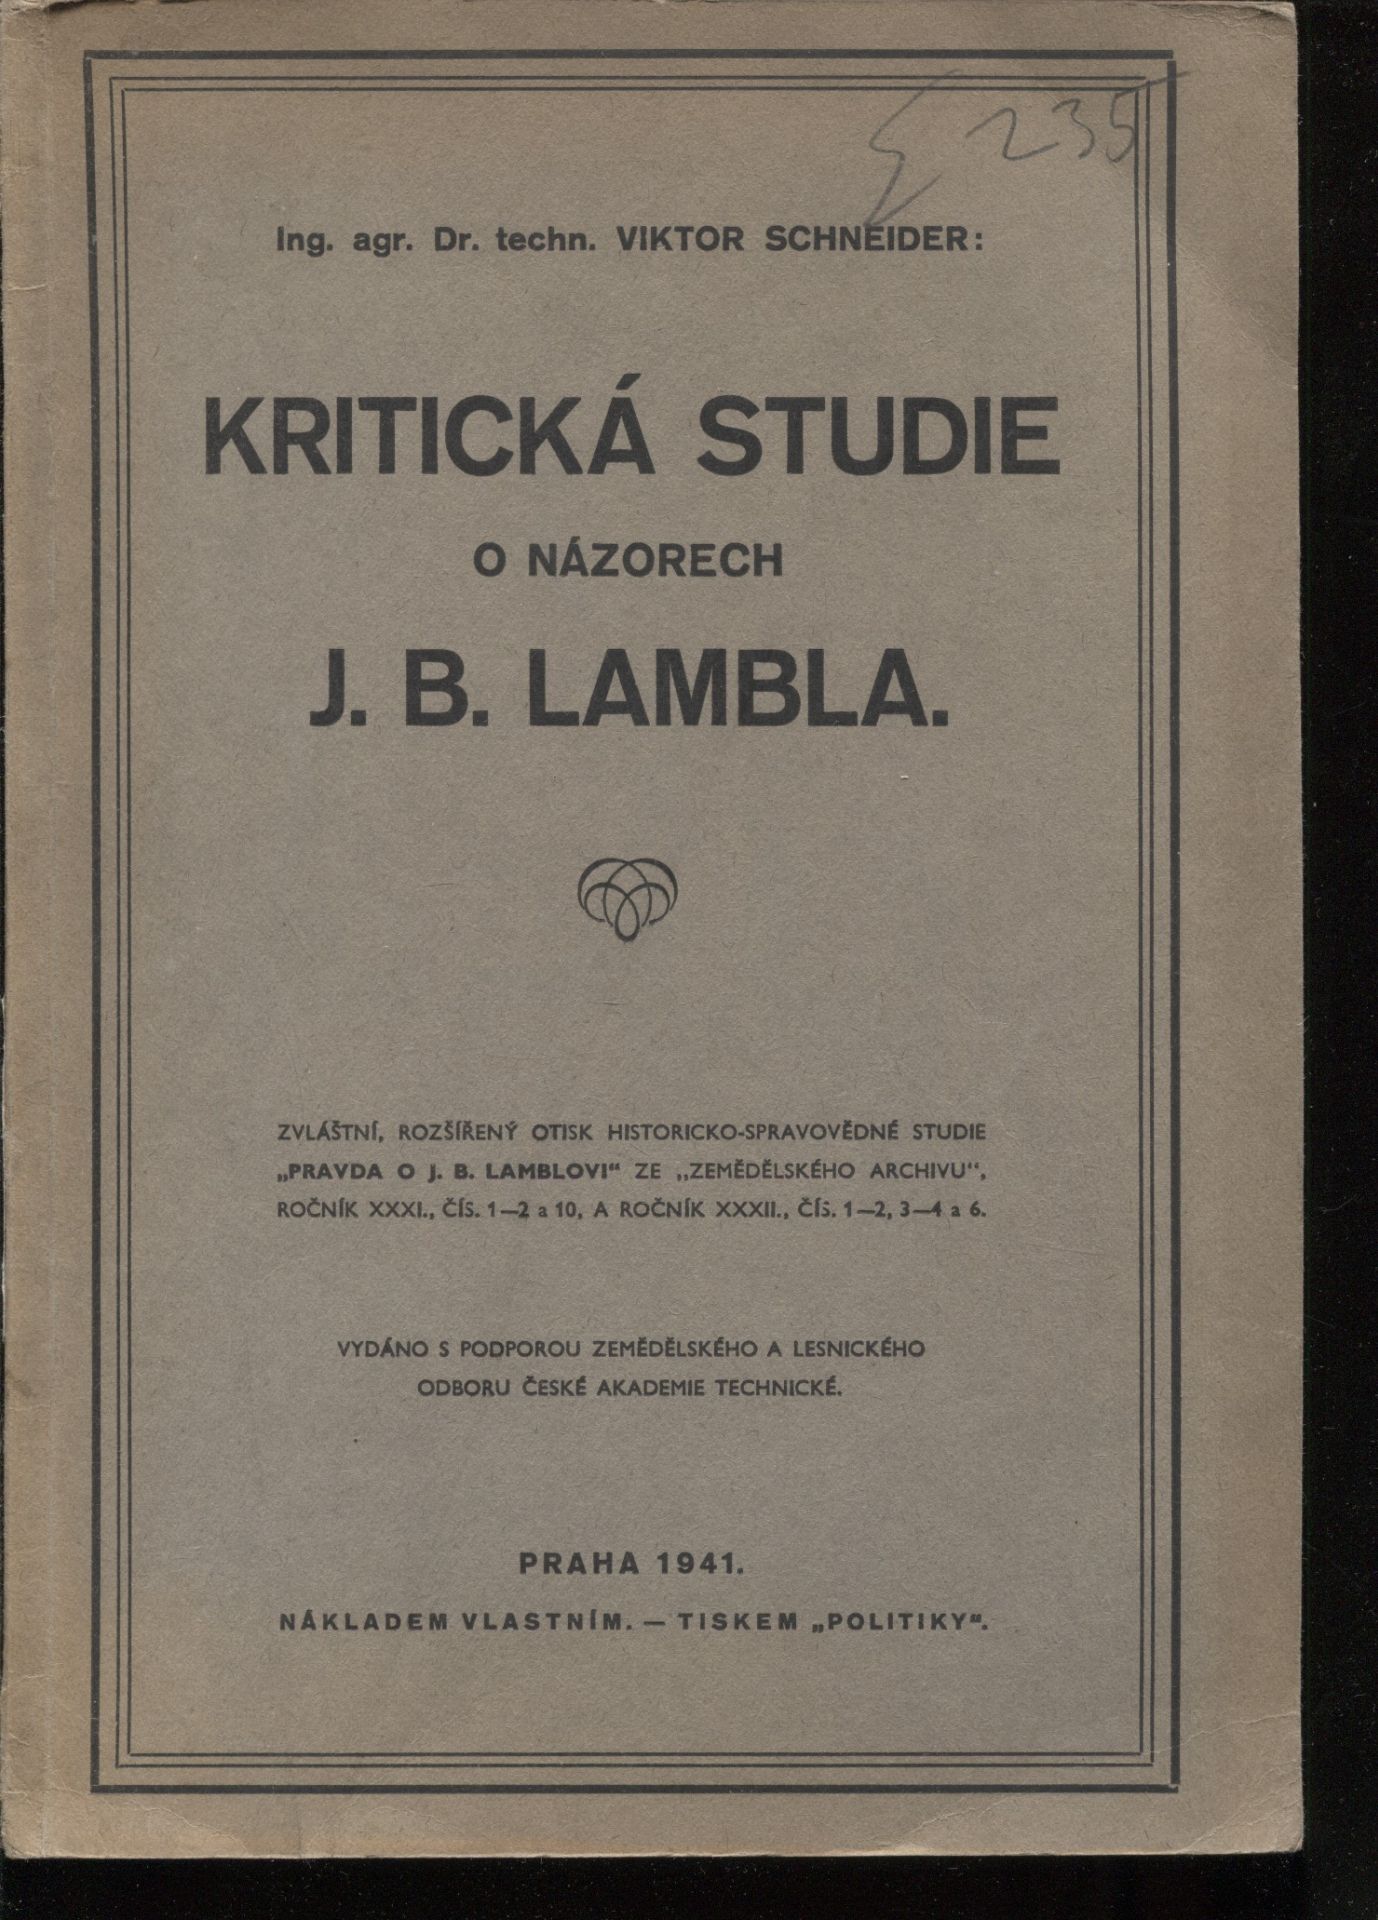 235
Ing. agr. Dr. techn. VIKTOR SCHNEIDER:
KRITICKÁ STUDIE
O NÁZORECH
J. B. LAMBLA.
ZVLÁŠTNÍ, ROZŠÍŘENÝ OTISK HISTORICKO-SPRAVOVĚDNÉ STUDIE
„PRAVDA O J. B. LAMBLOVI“ ZE „ZEMĚDĚLSKÉHO ARCHIVU“,
ROČNÍK XXXI., ČÍS. 1—2 a 10, A ROČNÍK XXXII., ČÍS. 1—2, 3—4 a 6.
VYDÁNO S PODPOROU ZEMĚDĚLSKÉHO A LESNICKÉHO
ODBORU ČESKÉ AKADEMIE TECHNICKÉ.
PRAHA 1941.
NÁKLADEM VLASTNÍM. — TISKEM „POLITIKY“.